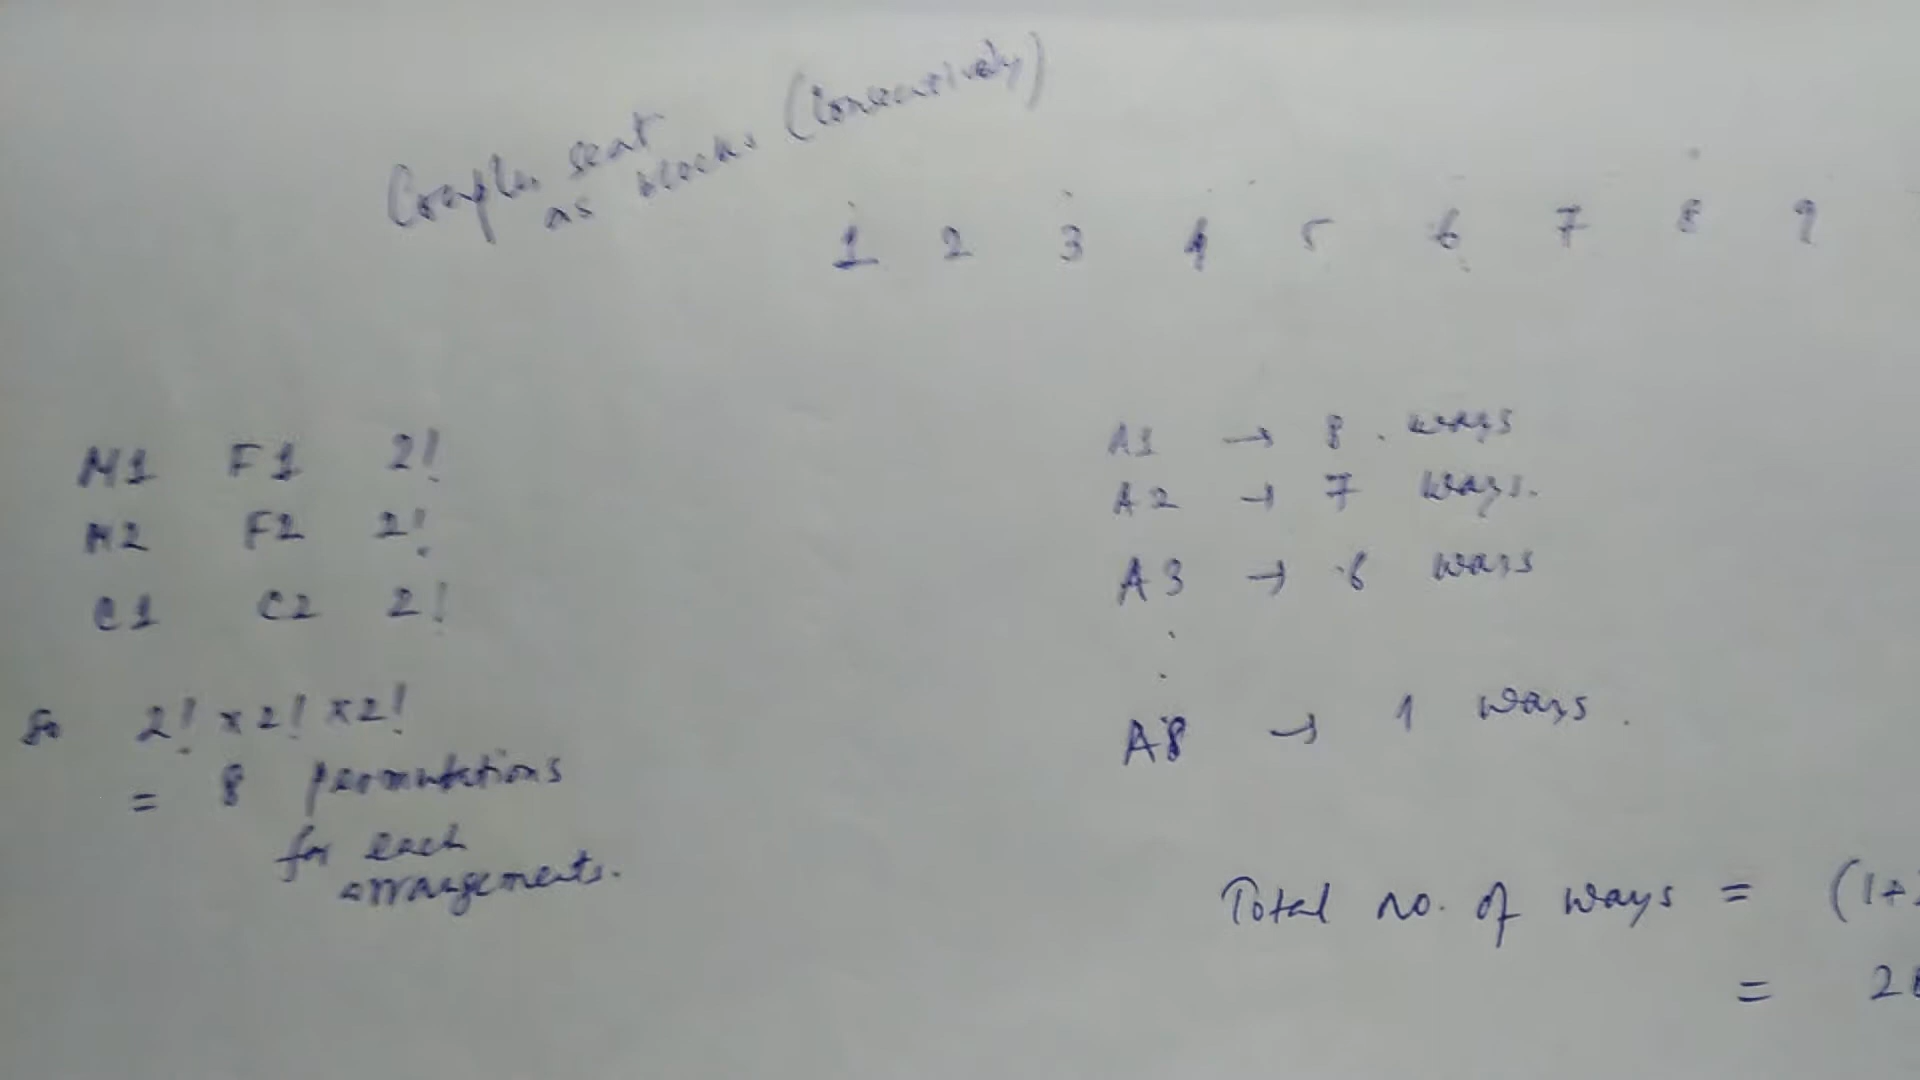 Couples seat
as blocks (Consecutively)
1 2 3 4 5 6 7 8 9
M1 F1 2!
M2 F2 2!
C1 C2 2!
So 2! x 2! x 2!
= 8 permutations
for each
arrangements.
A1 → 8 ways
A2 → 7 ways.
A3 → 6 ways
.
.
A8 → 1 ways.
Total no. of ways = (1+
= 2